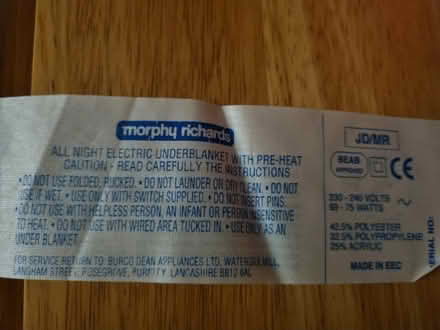 morphy richards
ALL NIGHT ELECTRIC UNDERBLANKET WITH PRE-HEAT
CAUTION - READ CAREFULLY THE INSTRUCTIONS
• DO NOT USE FOLDED, RUCKED. • DO NOT LAUNDER OR DRY CLEAN. • DO NOT
USE IF WET. • USE ONLY WITH SWITCH SUPPLIED. • DO NOT INSERT PINS.
• DO NOT USE WITH HELPLESS PERSON, AN INFANT OR PERSON INSENSITIVE
TO HEAT. • DO NOT USE WITH WIRED AREA TUCKED IN. • USE ONLY AS AN
UNDER BLANKET
FOR SERVICE RETURN TO: BURCO DEAN APPLIANCES LTD, WATERGILL MILL,
LANGHAM STREET, ROSEGROVE, BURNLEY, LANCASHIRE BB12
JD/MR
BEAB
APPROVED
CE
230 - 240 VOLTS ~
75 WATTS
42.5% POLYESTER
32.5% POLYPROPYLENE
25% ACRYLIC
MADE IN EEC
SERIAL NO: